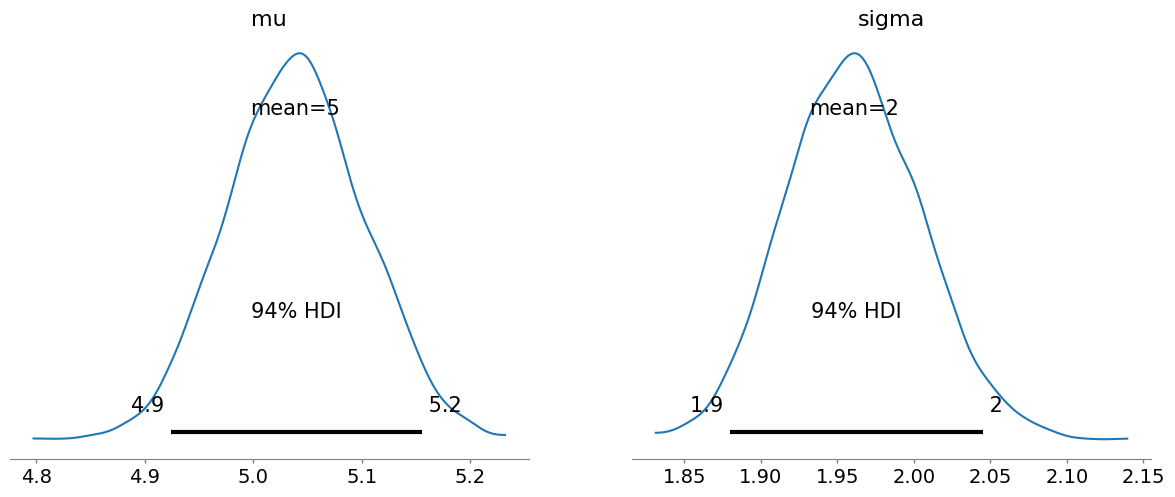 mu
mean=5
94% HDI
4.9 5.2
4.8 4.9 5.0 5.1 5.2
sigma
mean=2
94% HDI
1.9 2
1.85 1.90 1.95 2.00 2.05 2.10 2.15